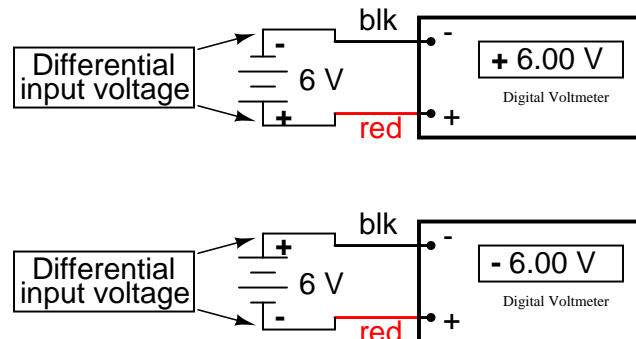 blk
-
- + 6.00 V
Differential
input voltage
6 V
Digital Voltmeter
+ +
red
blk
+ -
- 6.00 V
Differential
input voltage
6 V
Digital Voltmeter
- +
red